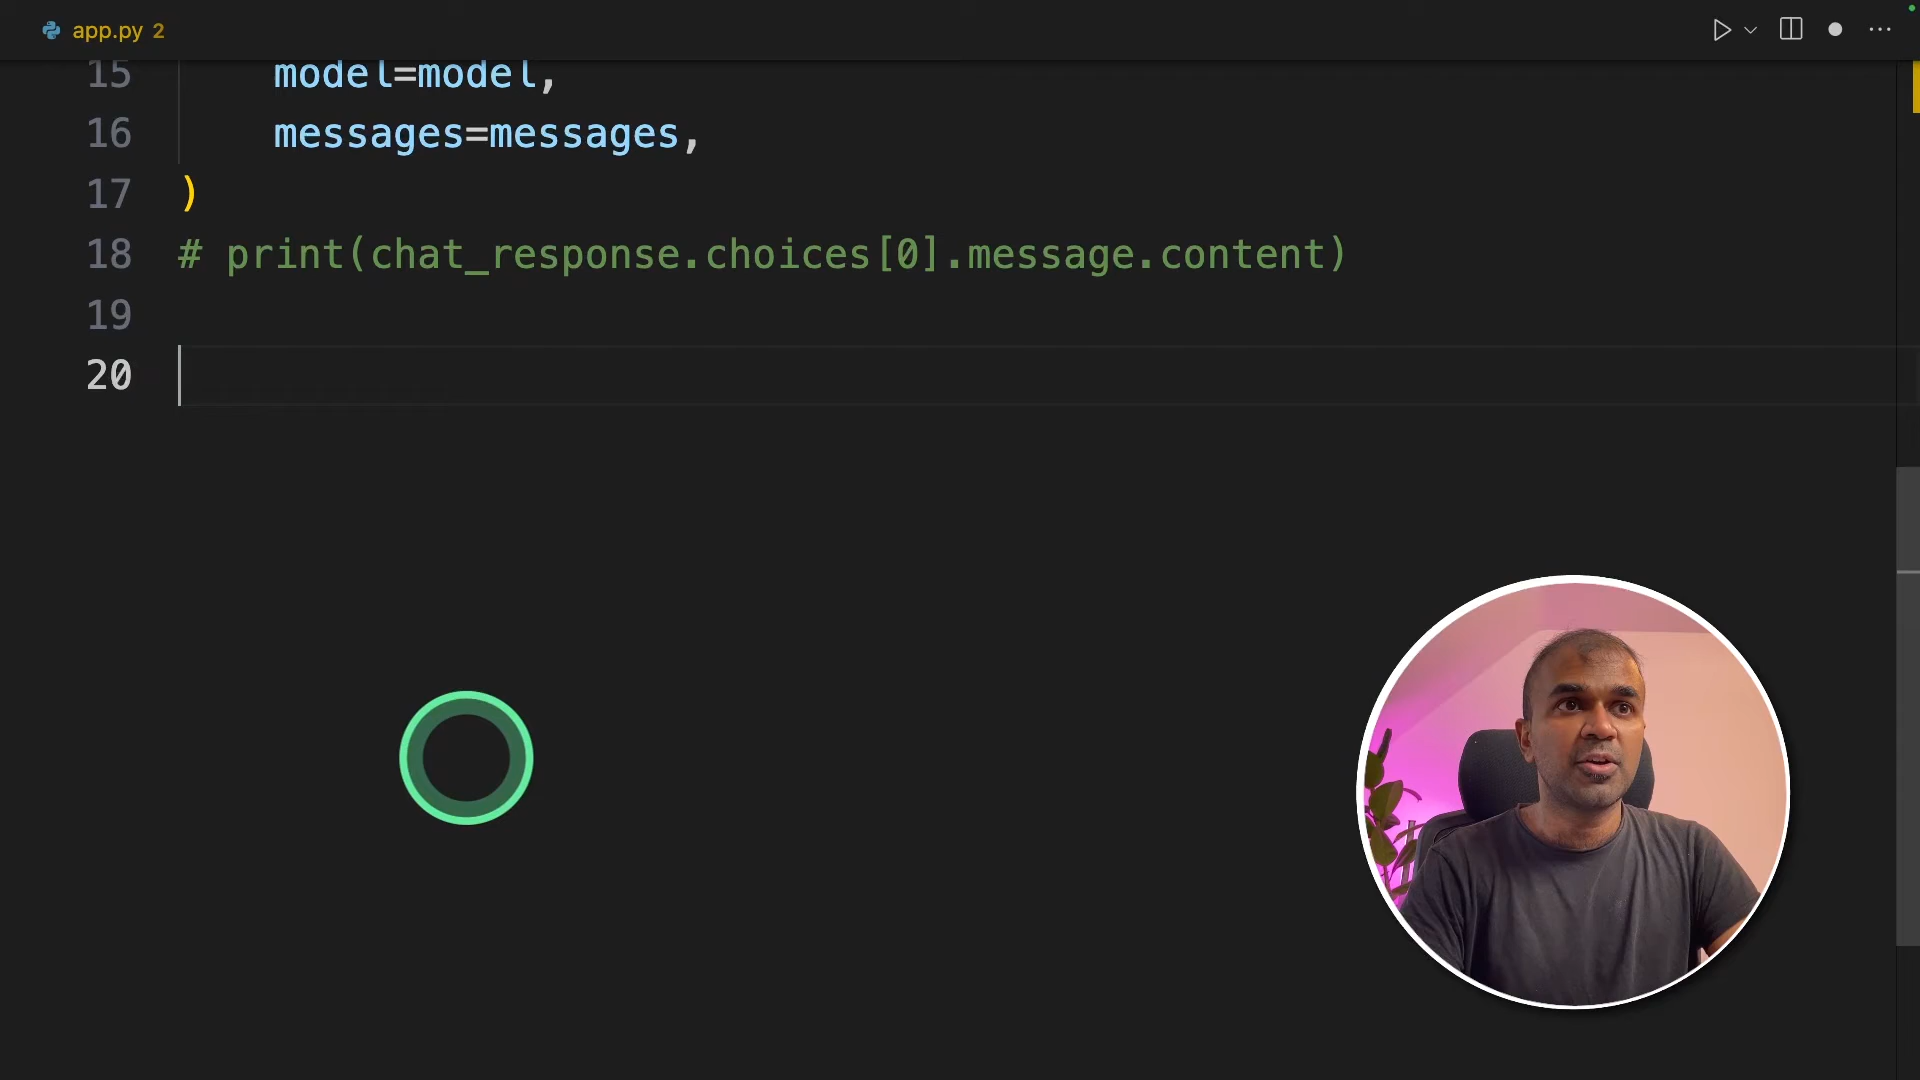 app.py 2
15 model=model,
16 messages=messages,
17 )
18 # print(chat_response.choices[0].message.content)
19
20